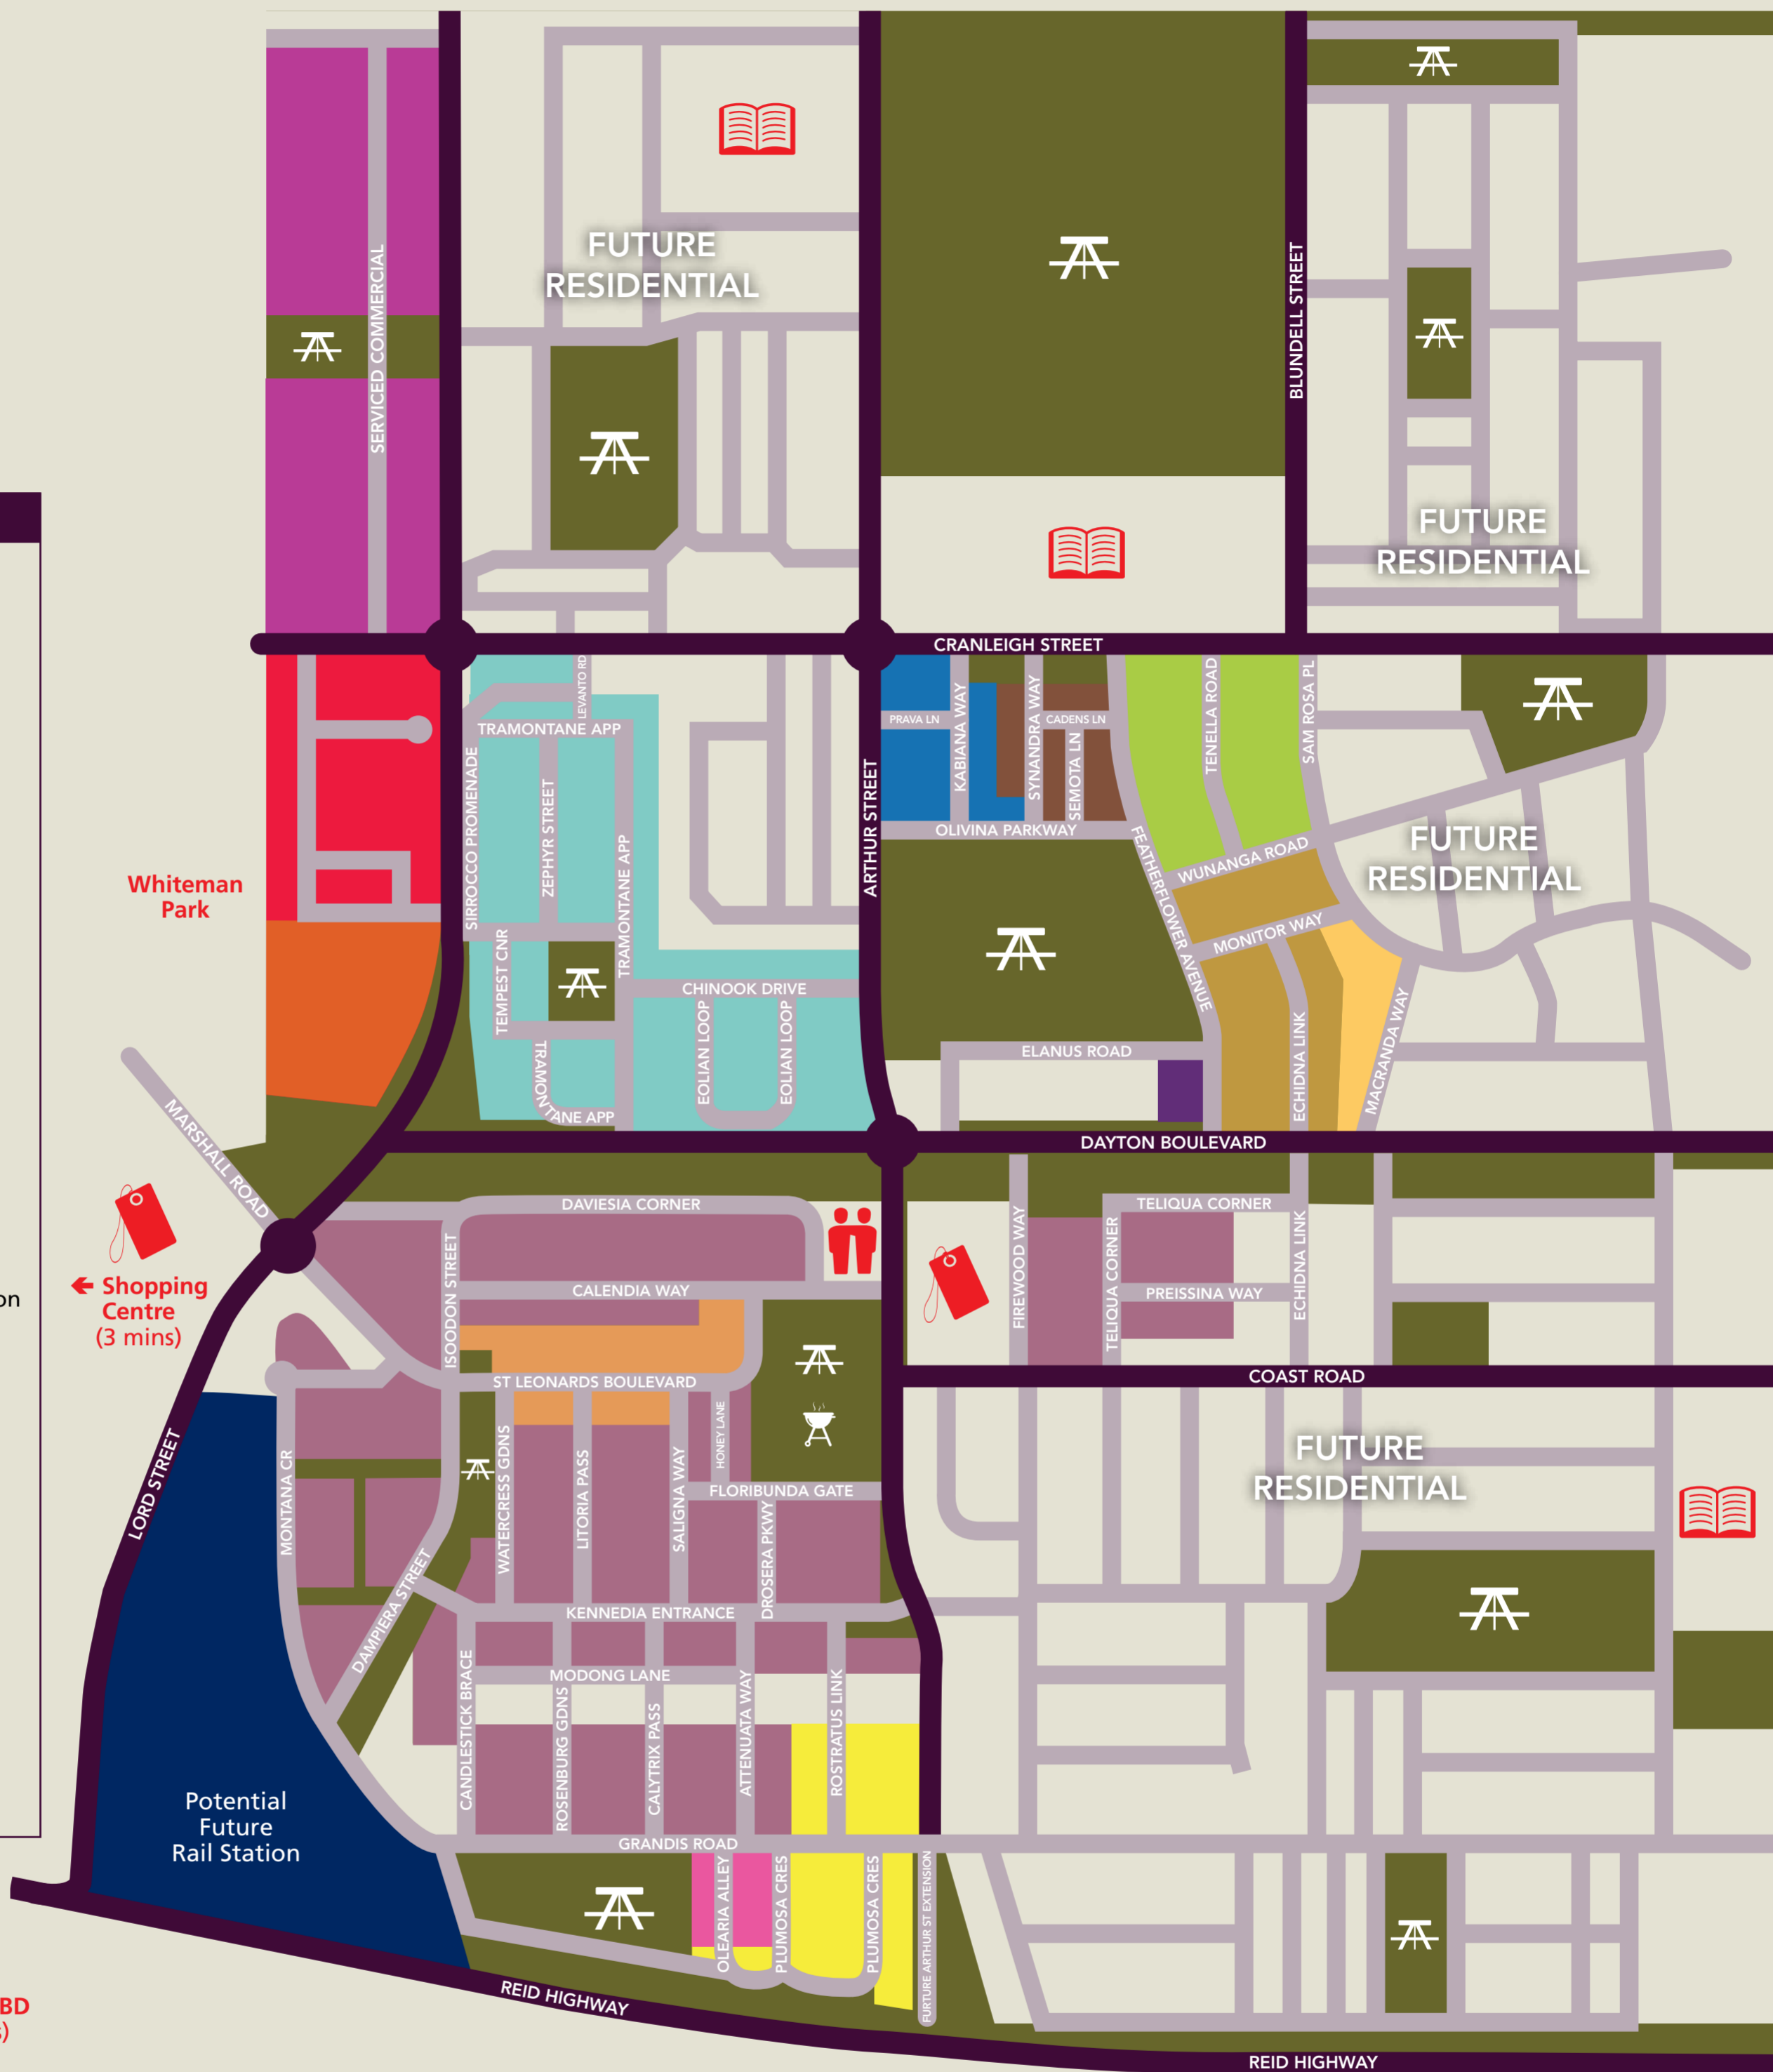 FUTURE
RESIDENTIAL
SERVICED COMMERCIAL
BLUNDELL STREET
FUTURE
RESIDENTIAL
CRANLEIGH STREET
LEVANTO RD
TRAMONTANE APP
SIRROCCO PROMENADE
ZEPHYR STREET
TRAMONTANE APP
ARTHUR STREET
PRAVA LN
KABIANA WAY
SYNANDRA WAY
CADENS LN
SEMOTA LN
TENELLA ROAD
SAM ROSA PL
OLIVINA PARKWAY
FEATHERFLOWER AVENUE
WUNANGA ROAD
FUTURE
RESIDENTIAL
Whiteman
Park
MONITOR WAY
TEMPEST CNR
CHINOOK DRIVE
EOLIAN LOOP
EOLIAN LOOP
TRAMONTANE APP
ELANUS ROAD
ECHIDNA LINK
MACRANDA WAY
MARSHALL ROAD
DAYTON BOULEVARD
DAVIESIA CORNER
TELIQUA CORNER
FIREWOOD WAY
TELIQUA CORNER
ECHIDNA LINK
ISOODON STREET
CALENDIA WAY
PREISSINA WAY
Shopping
Centre
(3 mins)
on
ST LEONARDS BOULEVARD
COAST ROAD
HONEY LANE
FUTURE
RESIDENTIAL
LORD STREET
MONTANA CR
WATERCRESS GDNS
LITORIA PASS
SALIGNA WAY
FLORIBUNDA GATE
DROSERA PKWY
DAMPIERA STREET
KENNEDIA ENTRANCE
MODONG LANE
CANDLESTICK BRACE
ROSENBURG GDNS
CALYTRIX PASS
ATTENUATA WAY
ROSTRATUS LINK
Potential
Future
Rail Station
GRANDIS ROAD
OLEARIA ALLEY
PLUMOSA CRES
PLUMOSA CRES
FURTURE ARTHUR ST EXTENSION
BD
s)
REID HIGHWAY
REID HIGHWAY